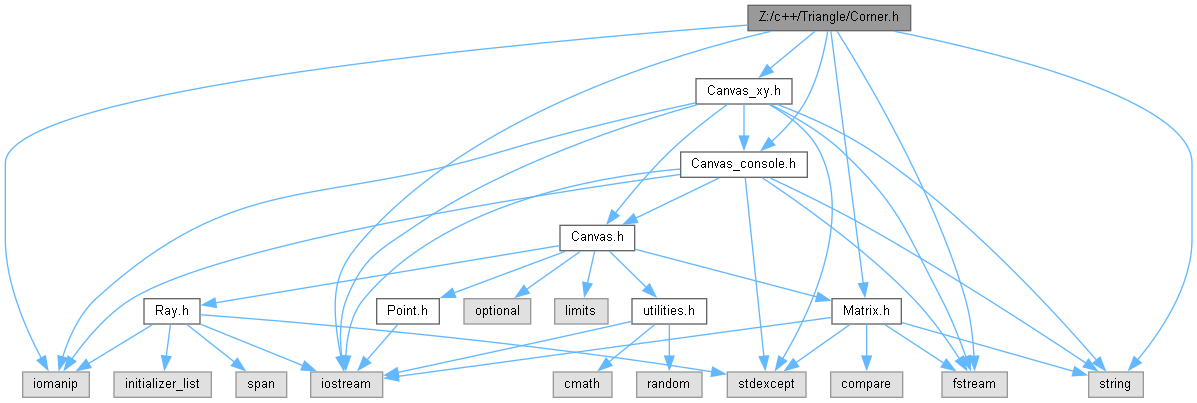 Z:/c++/Triangle/Corner.h
Canvas_xy.h
Canvas_console.h
Canvas.h
Ray.h
Point.h
optional
limits
utilities.h
Matrix.h
iomanip
initializer_list
span
iostream
cmath
random
stdexcept
compare
fstream
string